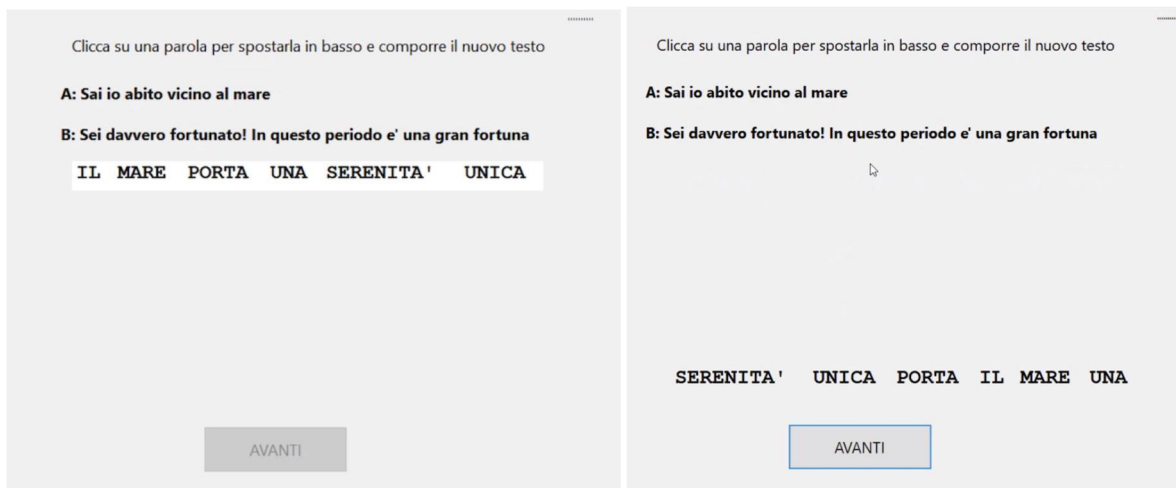 Clicca su una parola per spostarla in basso e comporre il nuovo testo
A: Sai io abito vicino al mare
B: Sei davvero fortunato! In questo periodo e' una gran fortuna
IL MARE PORTA UNA SERENITA' UNICA
AVANTI
Clicca su una parola per spostarla in basso e comporre il nuovo testo
A: Sai io abito vicino al mare
B: Sei davvero fortunato! In questo periodo e' una gran fortuna
SERENITA' UNICA PORTA IL MARE UNA
AVANTI